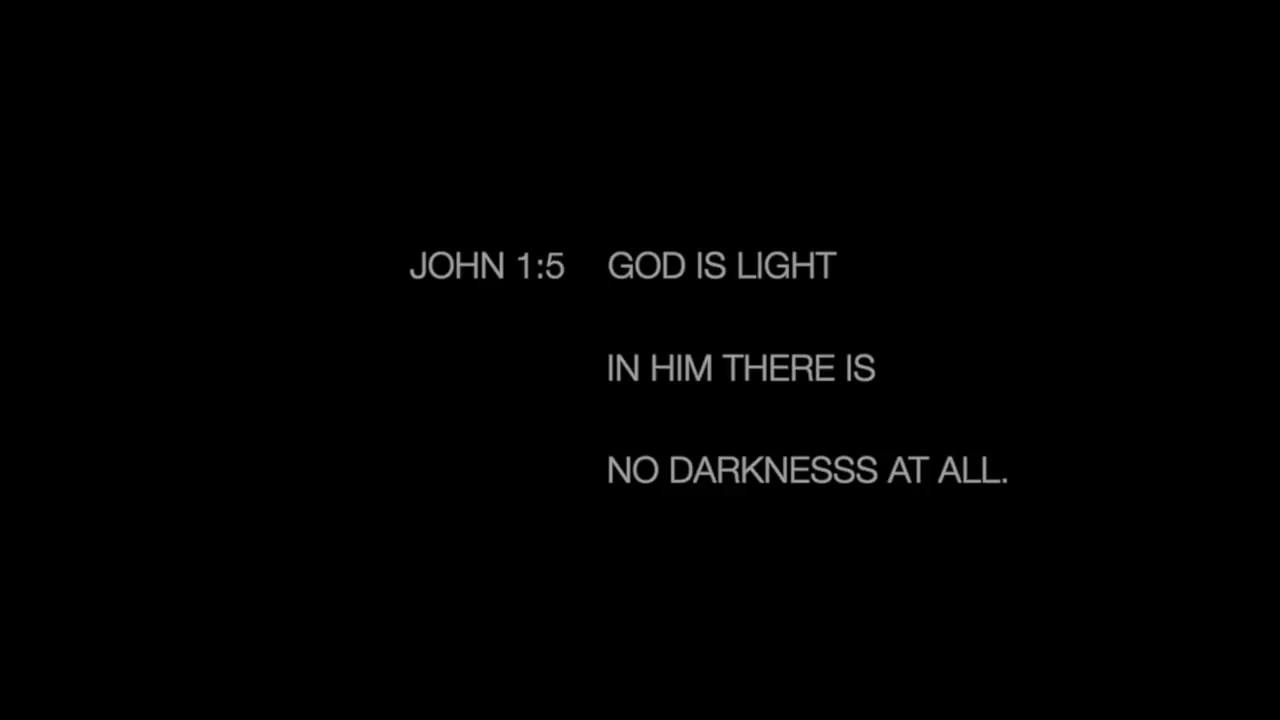 JOHN 1:5 GOD IS LIGHT
IN HIM THERE IS
NO DARKNESSS AT ALL.